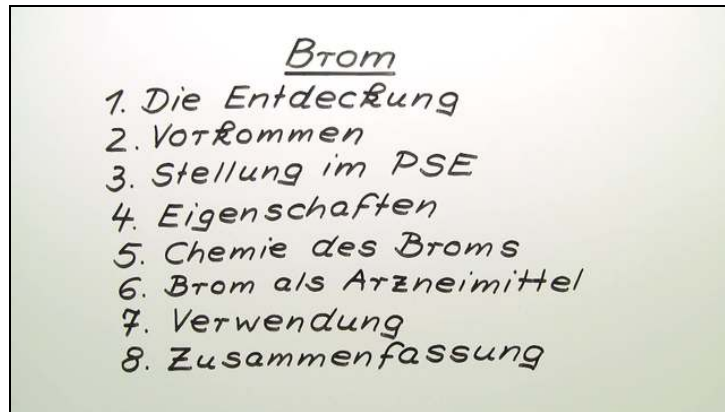 Brom
1. Die Entdeckung
2. Vorkommen
3. Stellung im PSE
4. Eigenschaften
5. Chemie des Broms
6. Brom als Arzneimittel
7. Verwendung
8. Zusammenfassung